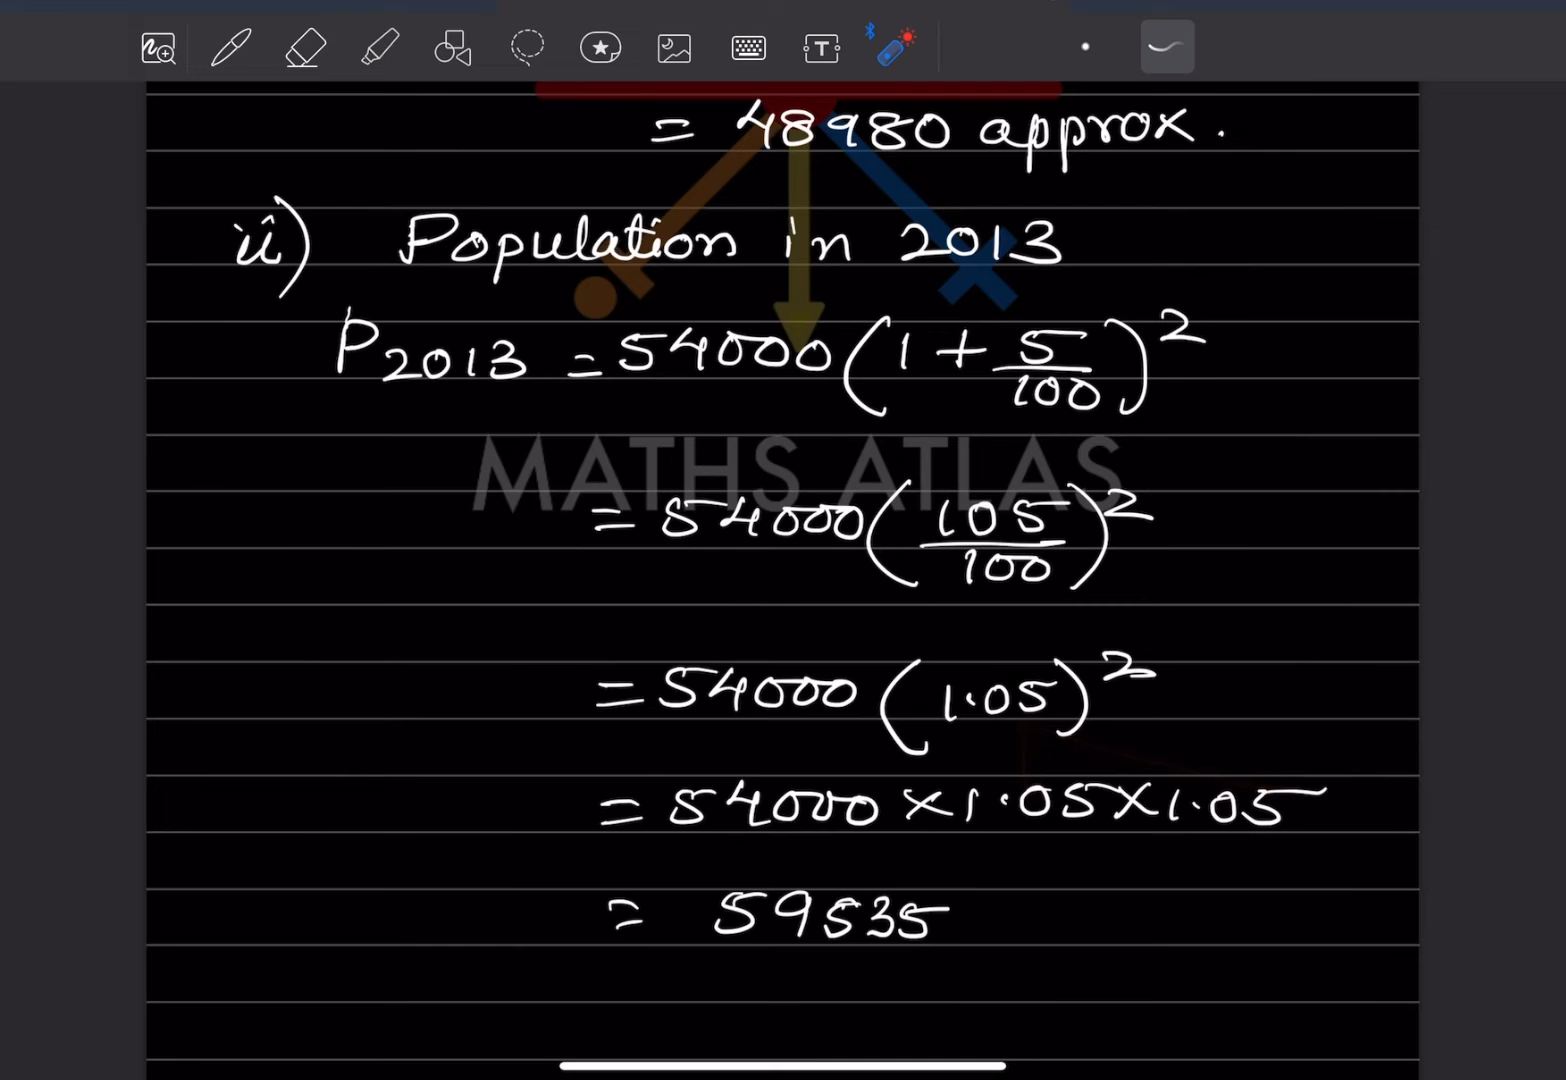 = 48980 approx.
ii) Population in 2013
P2013 = 54000(1 + 5/100)²
MATHS ATLAS
= 54000(105/100)²
= 54000(1.05)²
= 54000 × 1.05 × 1.05
= 59535